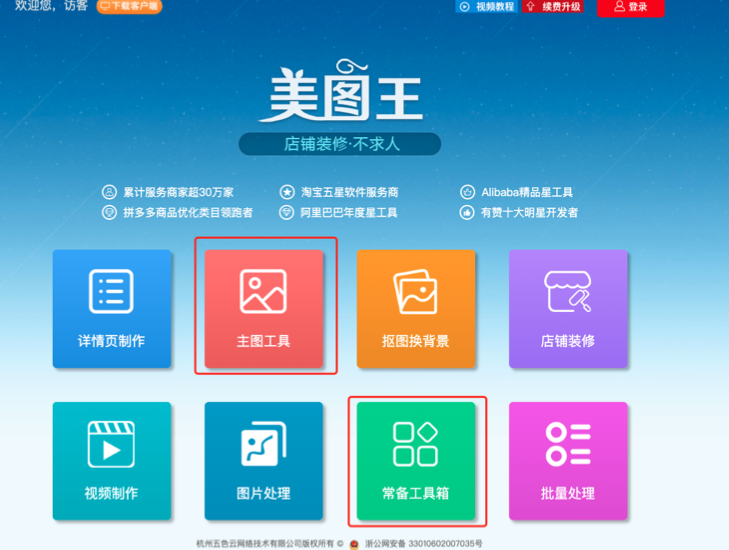 欢迎您，访客 下载客户端 视频教程 续费升级 登录
美图王
店铺装修·不求人
累计服务商家超30万家 淘宝五星软件服务商 Alibaba精品星工具
拼多多商品优化类目领跑者 阿里巴巴年度星工具 有赞十大明星开发者
详情页制作 主图工具 抠图换背景 店铺装修
视频制作 图片处理 常备工具箱 批量处理
杭州五色云网络技术有限公司版权所有 © 浙公网安备 33010602007035号